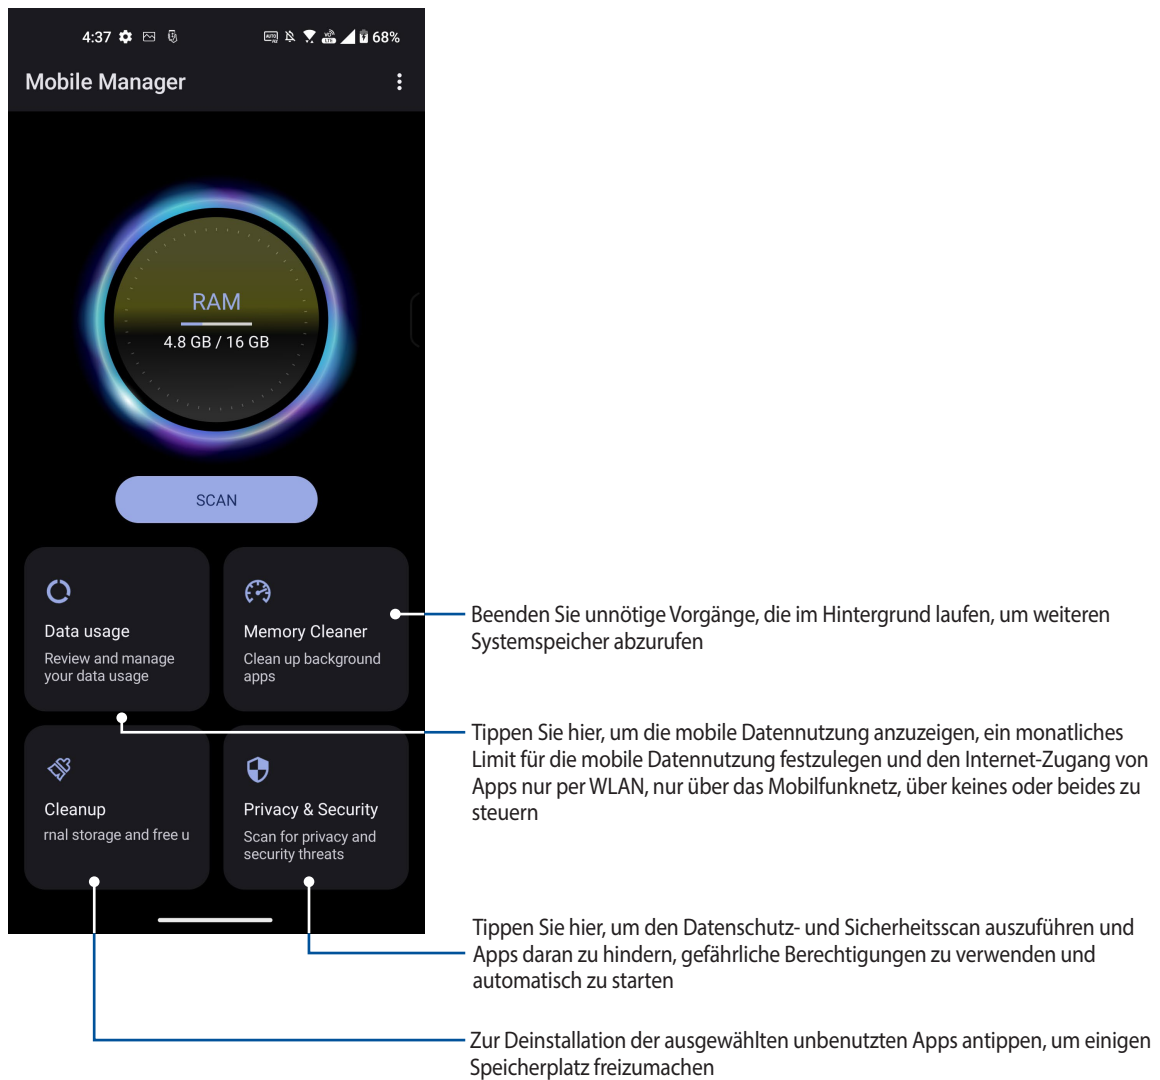 4:37 68%
Mobile Manager
RAM
4.8 GB / 16 GB
SCAN
Data usage
Review and manage
your data usage
Memory Cleaner
Clean up background
apps
Cleanup
rnal storage and free u
Privacy & Security
Scan for privacy and
security threats
Beenden Sie unnötige Vorgänge, die im Hintergrund laufen, um weiteren
Systemspeicher abzurufen
Tippen Sie hier, um die mobile Datennutzung anzuzeigen, ein monatliches
Limit für die mobile Datennutzung festzulegen und den Internet-Zugang von
Apps nur per WLAN, nur über das Mobilfunknetz, über keines oder beides zu
steuern
Tippen Sie hier, um den Datenschutz- und Sicherheitsscan auszuführen und
Apps daran zu hindern, gefährliche Berechtigungen zu verwenden und
automatisch zu starten
Zur Deinstallation der ausgewählten unbenutzten Apps antippen, um einigen
Speicherplatz freizumachen